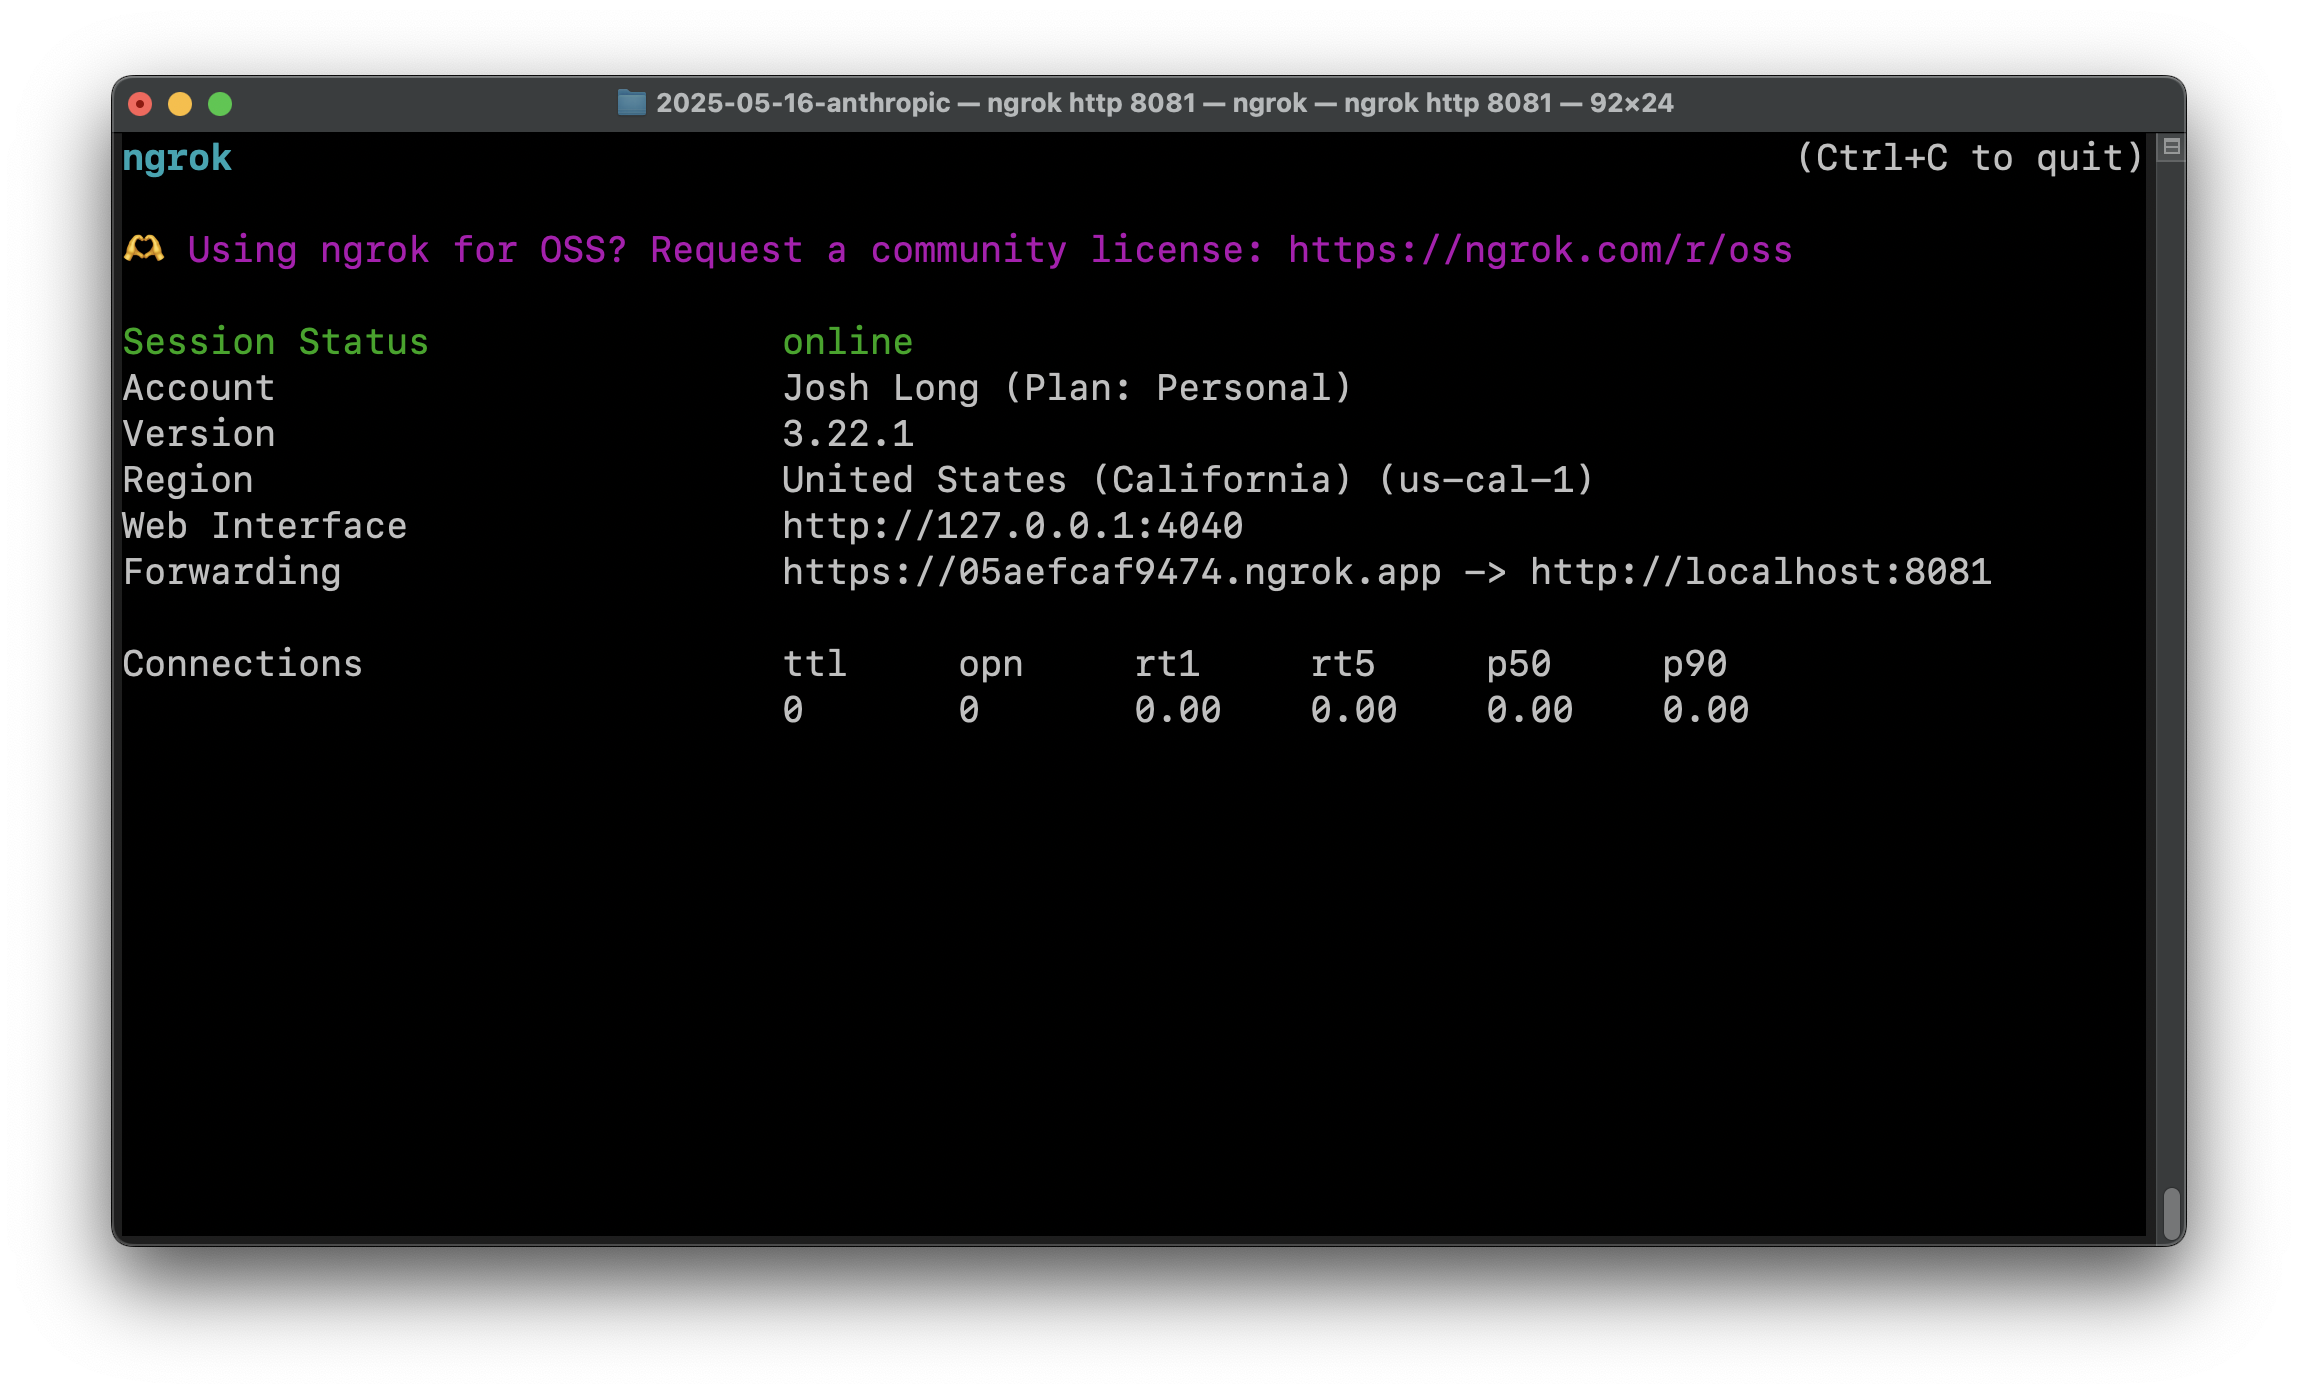 2025-05-16-anthropic — ngrok http 8081 — ngrok — ngrok http 8081 — 92×24
ngrok (Ctrl+C to quit)
🫶 Using ngrok for OSS? Request a community license: https://ngrok.com/r/oss
Session Status online
Account Josh Long (Plan: Personal)
Version 3.22.1
Region United States (California) (us-cal-1)
Web Interface http://127.0.0.1:4040
Forwarding https://05aefcaf9474.ngrok.app -> http://localhost:8081
Connections ttl opn rt1 rt5 p50 p90
0 0 0.00 0.00 0.00 0.00